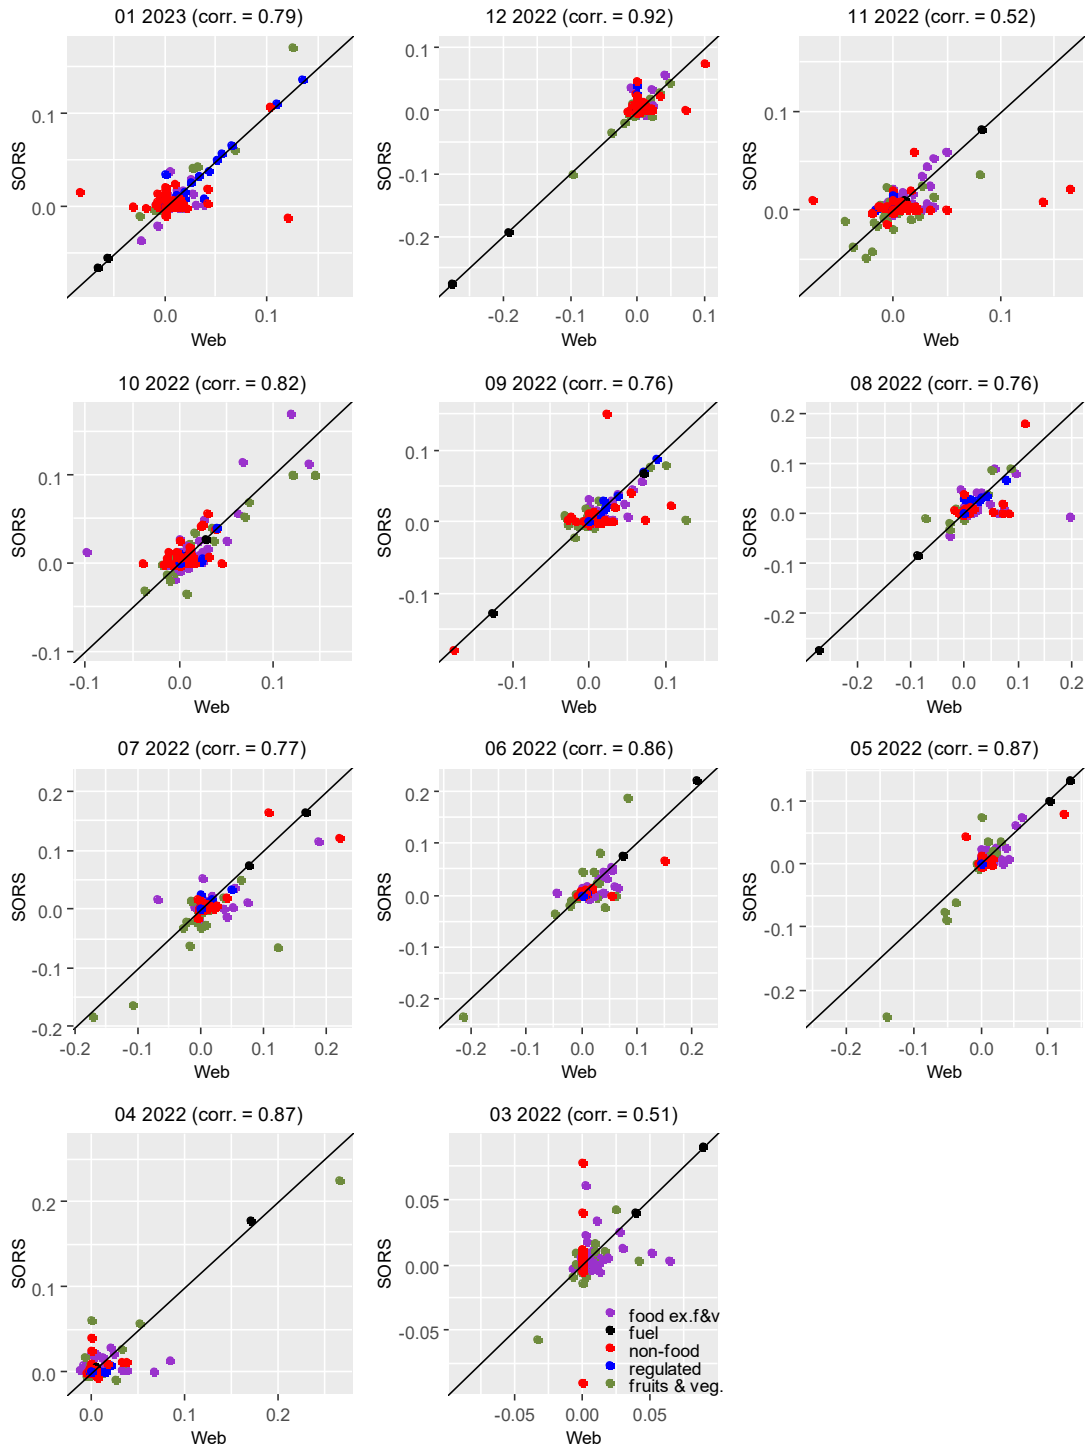 01 2023 (corr. = 0.79)
12 2022 (corr. = 0.92)
11 2022 (corr. = 0.52)
SORS
0.1
0.0
0.0
0.1
Web
SORS
0.1
0.0
-0.1
-0.2
-0.2
-0.1
0.0
0.1
Web
SORS
0.1
0.0
0.0
0.1
Web
10 2022 (corr. = 0.82)
09 2022 (corr. = 0.76)
08 2022 (corr. = 0.76)
SORS
0.1
0.0
-0.1
-0.1
0.0
0.1
Web
SORS
0.1
0.0
-0.1
-0.1
0.0
0.1
Web
SORS
0.2
0.1
0.0
-0.1
-0.2
-0.2
-0.1
0.0
0.1
0.2
Web
07 2022 (corr. = 0.77)
06 2022 (corr. = 0.86)
05 2022 (corr. = 0.87)
SORS
0.2
0.1
0.0
-0.1
-0.2
-0.2
-0.1
0.0
0.1
0.2
Web
SORS
0.2
0.1
0.0
-0.1
-0.2
-0.2
-0.1
0.0
0.1
0.2
Web
SORS
0.1
0.0
-0.1
-0.2
-0.2
-0.1
0.0
0.1
Web
04 2022 (corr. = 0.87)
03 2022 (corr. = 0.51)
SORS
0.2
0.1
0.0
0.0
0.1
0.2
Web
SORS
0.05
0.00
-0.05
-0.05
0.00
0.05
Web
food ex.f&v
fuel
non-food
regulated
fruits & veg.